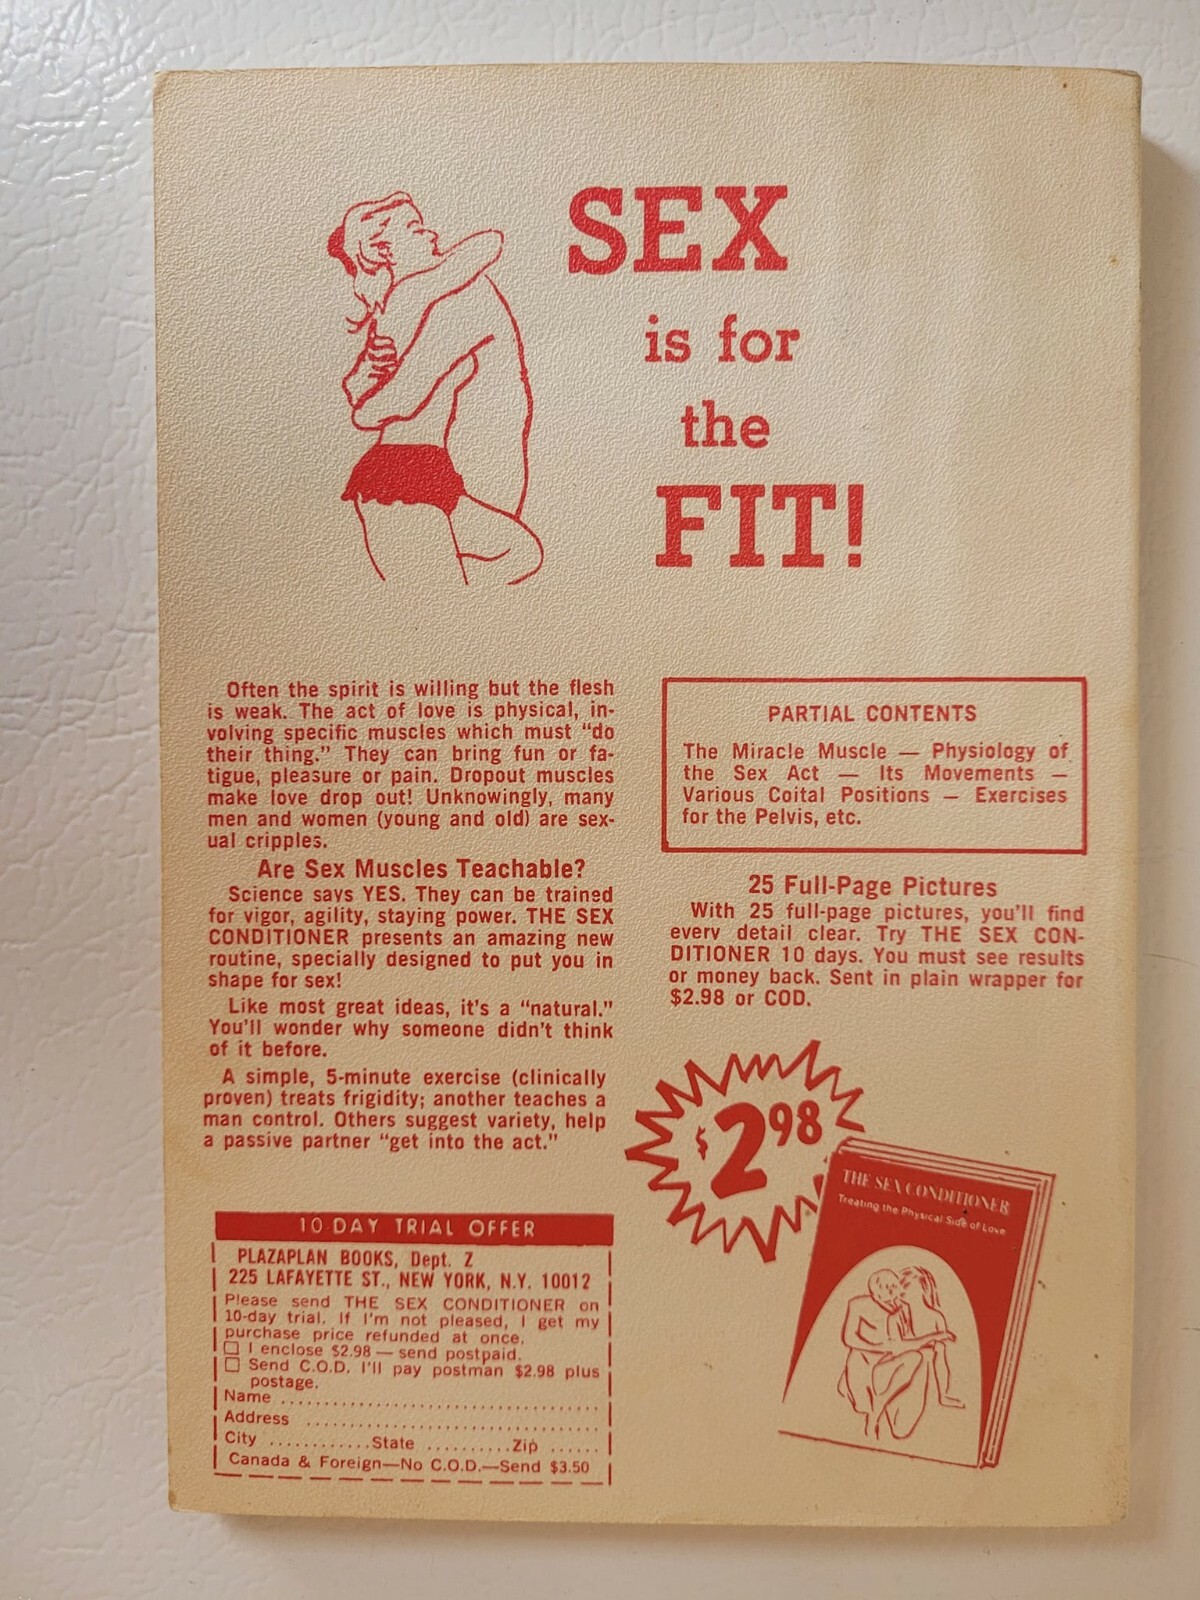 SEX
is for
the
FIT!
Often the spirit is willing but the flesh
is weak. The act of love is physical, in-
volving specific muscles which must "do
their thing." They can bring fun or fa-
tigue, pleasure or pain. Dropout muscles
make love drop out! Unknowingly, many
men and women (young and old) are sex-
ual cripples.
Are Sex Muscles Teachable?
Science says YES. They can be trained
for vigor, agility, staying power. THE SEX
CONDITIONER presents an amazing new
routine, specially designed to put you in
shape for sex!
Like most great ideas, it's a "natural."
You'll wonder why someone didn't think
of it before.
A simple, 5-minute exercise (clinically
proven) treats frigidity; another teaches a
man control. Others suggest variety, help
a passive partner "get into the act."
PARTIAL CONTENTS
The Miracle Muscle — Physiology of
the Sex Act — Its Movements —
Various Coital Positions — Exercises
for the Pelvis, etc.
25 Full-Page Pictures
With 25 full-page pictures, you'll find
every detail clear. Try THE SEX CON-
DITIONER 10 days. You must see results
or money back. Sent in plain wrapper for
$2.98 or COD.
$2.98
THE SEX CONDITIONER
Treating the Physical Side of Love
10 DAY TRIAL OFFER
PLAZAPLAN BOOKS, Dept. Z
225 LAFAYETTE ST., NEW YORK, N.Y. 10012
Please send THE SEX CONDITIONER on
10-day trial. If I'm not pleased, I get my
purchase price refunded at once.
☐ I enclose $2.98 — send postpaid.
☐ Send C.O.D. I'll pay postman $2.98 plus
postage.
Name ........................................
Address ...................................
City ............State ..........Zip ......
Canada & Foreign—No C.O.D.—Send $3.50